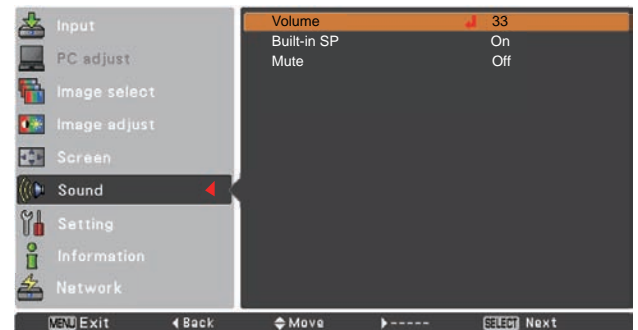 Input
PC adjust
Image select
Image adjust
Screen
Sound
Setting
Information
Network
Volume 33
Built-in SP On
Mute Off
MENU Exit ◀Back ◆Move ▶----- SELECT Next